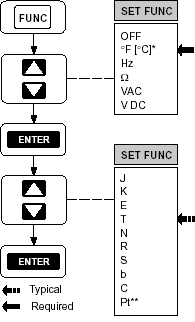 FUNC
SET FUNC
OFF
°F [°C]*
Hz
Ω
VAC
V DC
ENTER
SET FUNC
J
K
E
T
N
R
S
b
C
Pt**
ENTER
Typical
Required